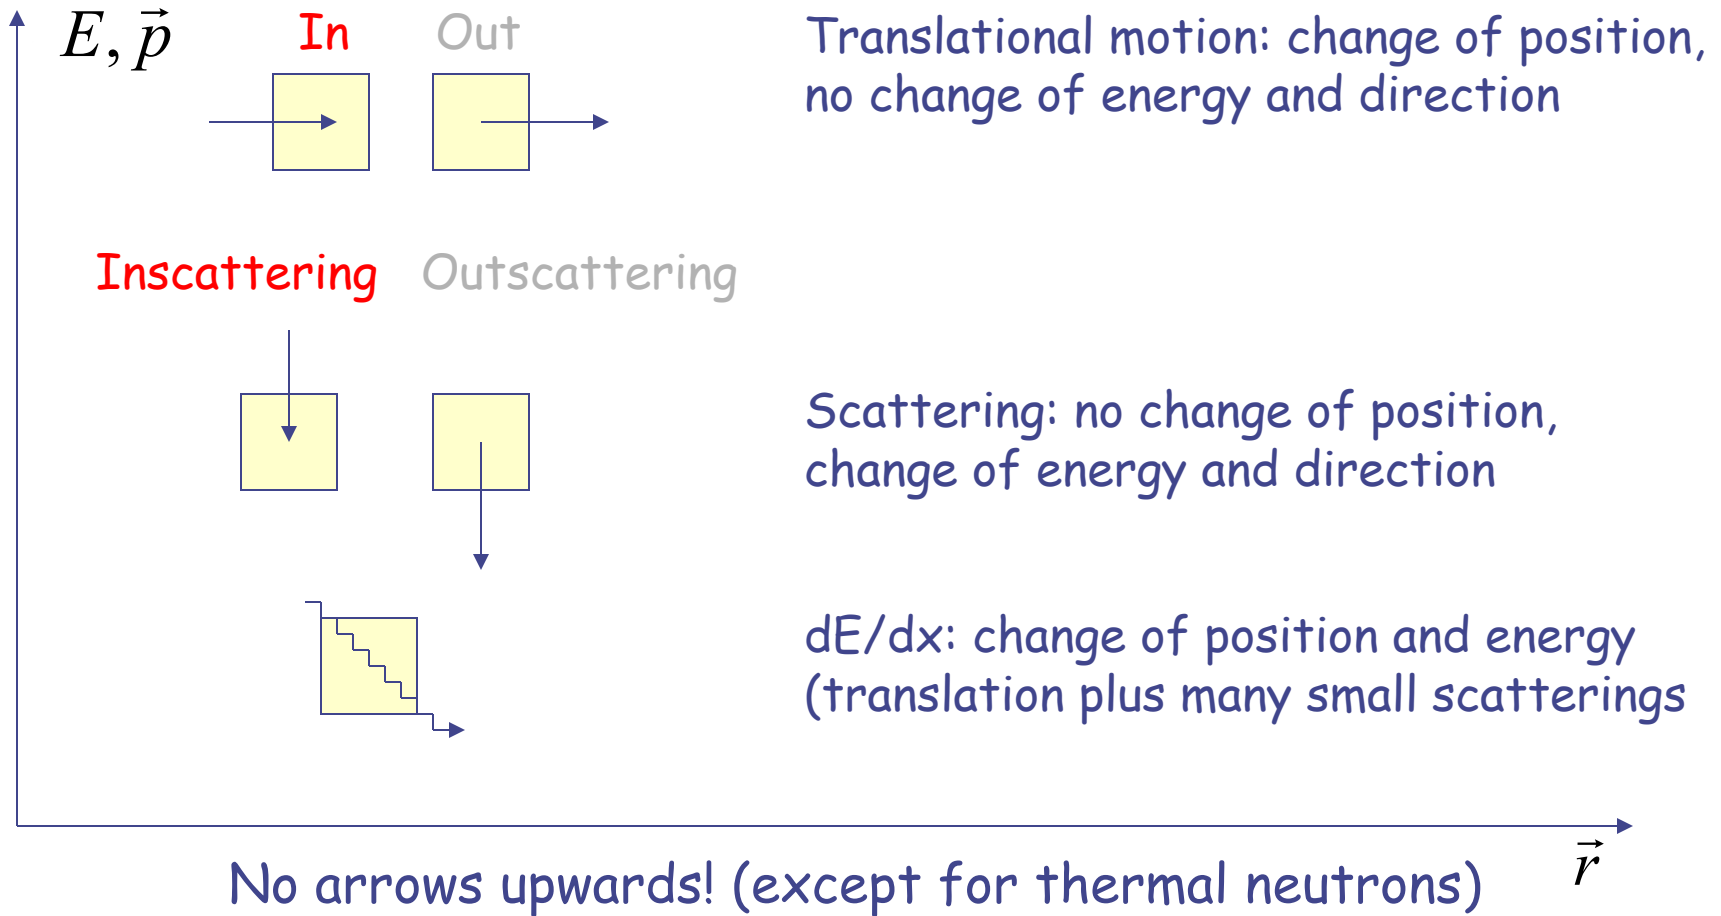 E, p⃗
In Out
Translational motion: change of position,
no change of energy and direction
Inscattering Outscattering
Scattering: no change of position,
change of energy and direction
dE/dx: change of position and energy
(translation plus many small scatterings
r⃗
No arrows upwards! (except for thermal neutrons)